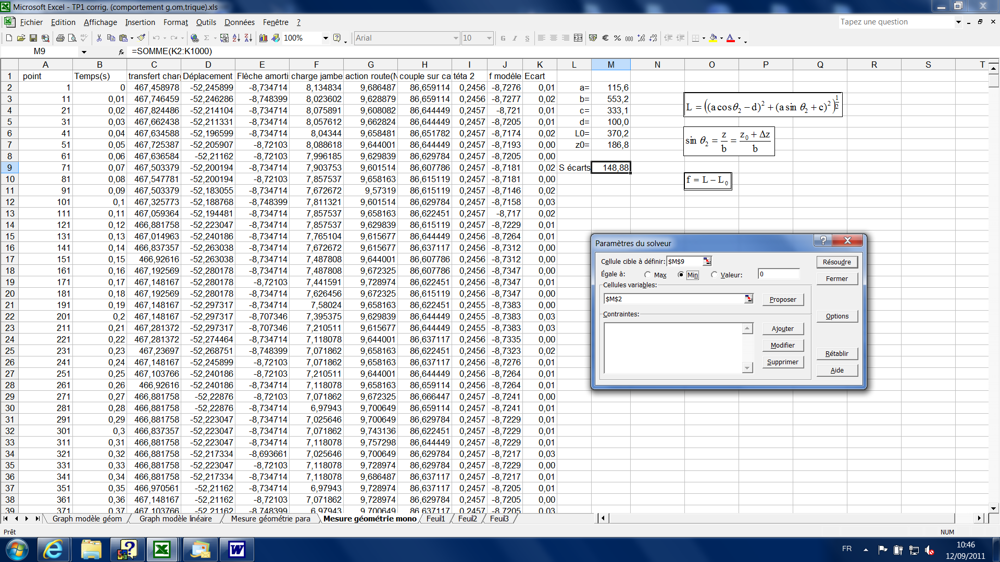 Microsoft Excel - TP1 corrig, (comportement g,om,trique).xls
Fichier Edition Affichage Insertion Format Outils Données Fenêtre ? Tapez une question
100% Arial 10 G I S € % 000
M9 fx =SOMME(K2:K1000)
A B C D E F G H I J K L M N O P Q R S T
1 point Temps(s) transfert charg Déplacement Flèche amorti charge jambe action route(N couple sur ca téta 2 f modèle Ecart
2 1 0 467,458978 -52,245899 -8,734714 8,134834 9,686487 86,659114 0,2456 -8,7276 0,01 a= 115,6
3 11 0,01 467,746459 -52,246286 -8,748399 8,023602 9,628879 86,659114 0,2456 -8,7277 0,02 b= 553,2
4 21 0,02 467,824486 -52,214104 -8,734714 8,075891 9,608082 86,644449 0,2457 -8,721 0,01 c= 333,1
5 31 0,03 467,662438 -52,211331 -8,734714 8,057612 9,662824 86,644449 0,2457 -8,7205 0,01 d= 100,0
6 41 0,04 467,634588 -52,196599 -8,734714 8,04344 9,658481 86,651782 0,2457 -8,7174 0,02 L0= 370,2
7 51 0,05 467,725387 -52,205907 -8,72103 8,088618 9,644001 86,644449 0,2457 -8,7193 0,00 z0= 186,8
8 61 0,06 467,636584 -52,21162 -8,72103 7,996185 9,629839 86,629784 0,2457 -8,7205 0,00
9 71 0,07 467,503379 -52,200194 -8,734714 7,903753 9,601514 86,607786 0,2457 -8,7181 0,02 S écarts 148,88
10 81 0,08 467,547781 -52,200194 -8,72103 7,857537 9,658163 86,615119 0,2457 -8,7181 0,00
11 91 0,09 467,503379 -52,183055 -8,734714 7,672672 9,57319 86,615119 0,2457 -8,7146 0,02
12 101 0,1 467,325773 -52,188768 -8,748399 7,811321 9,601514 86,629784 0,2457 -8,7158 0,03
13 111 0,11 467,059364 -52,194481 -8,734714 7,857537 9,658163 86,622451 0,2457 -8,717 0,02
14 121 0,12 466,881758 -52,223047 -8,734714 7,857537 9,629839 86,615119 0,2457 -8,7229 0,01
15 131 0,13 467,014963 -52,240186 -8,734714 7,765104 9,615677 86,644449 0,2457 -8,7264 0,01
16 141 0,14 466,837357 -52,263038 -8,734714 7,672672 9,615677 86,637117 0,2457 -8,7312 0,00
17 151 0,15 466,92616 -52,263038 -8,734714 7,487808 9,644001 86,607786 0,2457 -8,7312 0,00
18 161 0,16 467,192569 -52,280178 -8,734714 7,487808 9,672325 86,607786 0,2456 -8,7347 0,00
19 171 0,17 467,148167 -52,280178 -8,72103 7,441591 9,728974 86,622451 0,2456 -8,7347 0,01
20 181 0,18 467,192569 -52,280178 -8,734714 7,626456 9,672325 86,615119 0,2456 -8,7347 0,00
21 191 0,19 467,148167 -52,297317 -8,734714 7,58024 9,658163 86,622451 0,2455 -8,7383 0,00
22 201 0,2 467,148167 -52,297317 -8,707346 7,395375 9,629839 86,644449 0,2455 -8,7383 0,03
23 211 0,21 467,281372 -52,297317 -8,707346 7,210511 9,615677 86,644449 0,2455 -8,7383 0,03
24 221 0,22 467,281372 -52,274464 -8,734714 7,118078 9,644001 86,637117 0,2456 -8,7335 0,00
25 231 0,23 467,23697 -52,268751 -8,748399 7,071862 9,658163 86,622451 0,2456 -8,7323 0,02
26 241 0,24 467,148167 -52,245899 -8,72103 7,071862 9,658163 86,637117 0,2456 -8,7276 0,01
27 251 0,25 467,103766 -52,240186 -8,72103 7,210511 9,644001 86,644449 0,2456 -8,7264 0,01
28 261 0,26 466,92616 -52,240186 -8,734714 7,118078 9,658163 86,659114 0,2456 -8,7264 0,01
29 271 0,27 466,881758 -52,22876 -8,72103 7,071862 9,672325 86,666447 0,2457 -8,7241 0,00
30 281 0,28 466,881758 -52,22876 -8,734714 6,97943 9,700649 86,659114 0,2456 -8,7241 0,01
31 291 0,29 466,881758 -52,223047 -8,734714 7,025646 9,700649 86,629784 0,2457 -8,7229 0,01
32 301 0,3 466,837357 -52,223047 -8,734714 7,071862 9,743136 86,622451 0,2457 -8,7229 0,01
33 311 0,31 466,881758 -52,223047 -8,734714 7,118078 9,757298 86,644449 0,2457 -8,7229 0,01
34 321 0,32 466,881758 -52,217334 -8,693661 7,025646 9,700649 86,629784 0,2457 -8,7217 0,03
35 331 0,33 466,881758 -52,223047 -8,72103 7,118078 9,728974 86,629784 0,2457 -8,7229 0,00
36 341 0,34 466,881758 -52,217334 -8,734714 7,118078 9,686487 86,637117 0,2457 -8,7217 0,01
37 351 0,35 466,970561 -52,21162 -8,734714 6,97943 9,728974 86,637117 0,2457 -8,7205 0,01
38 361 0,36 467,148167 -52,21162 -8,72103 7,071862 9,728974 86,629784 0,2457 -8,7205 0,00
39 371 0,37 467,103766 -52,21162 -8,748399 6,97943 9,700649 86,637117 0,2457 -8,7205 0,03
L = ((a cos θ₂ − d)² + (a sin θ₂ + c)²)^1/2
sin θ₂ = z/b = (z₀ + Δz)/b
f = L − L₀
Paramètres du solveur
Cellule cible à définir: $M$9 Résoudre
Égale à: Max Min Valeur: 0 Fermer
Cellules variables:
$M$2 Proposer
Contraintes: Options
Ajouter
Modifier
Rétablir
Supprimer
Aide
Graph modèle géom Graph modèle linéaire Mesure géométrie para Mesure géométrie mono Feuil1 Feuil2 Feuil3
Prêt NUM
FR 10:46
12/09/2011